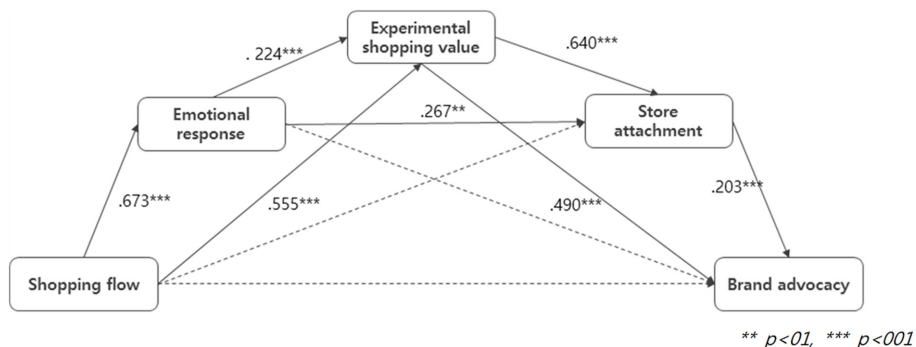 Experimental
shopping value
. 224***
.640***
Emotional
response
.267**
Store
attachment
.673***
.555***
.490***
.203***
Shopping flow
Brand advocacy
** p<01, *** p<001